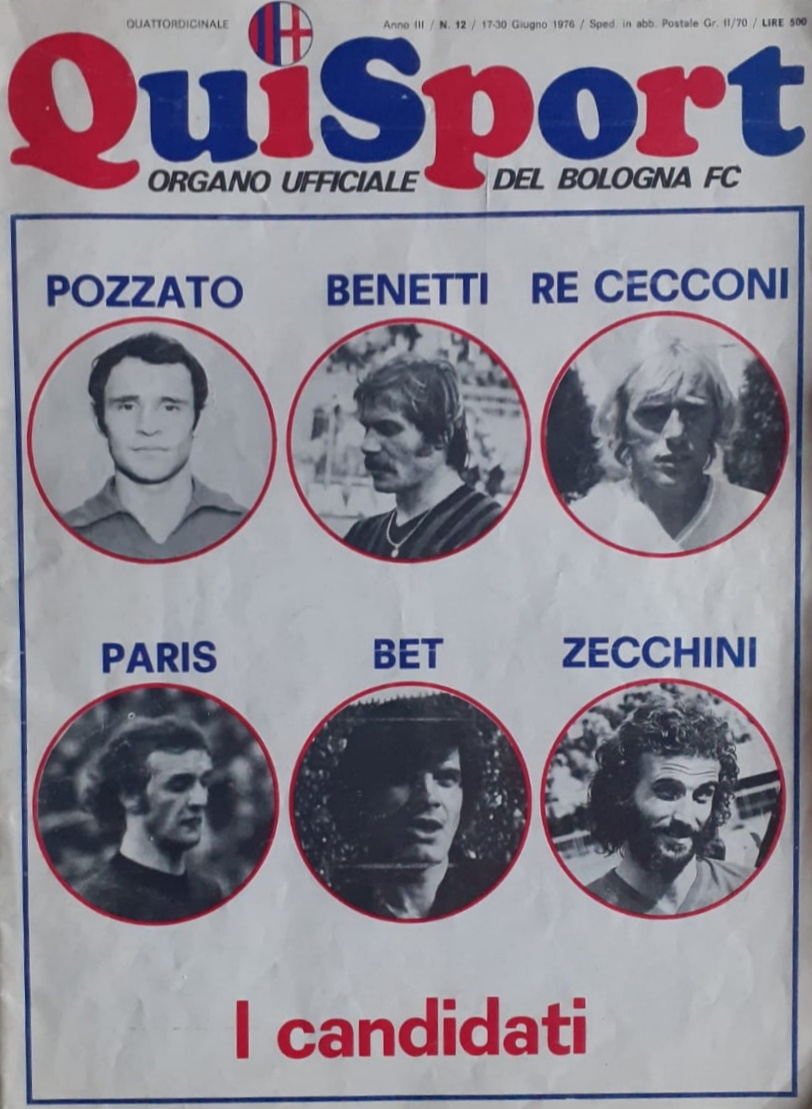 QUATTORDICINALE Anno III / N. 12 / 17-30 Giugno 1976 / Sped. in abb. Postale Gr. II/70 / LIRE 500
QuiSport
ORGANO UFFICIALE DEL BOLOGNA FC
POZZATO BENETTI RE CECCONI
PARIS BET ZECCHINI
I candidati